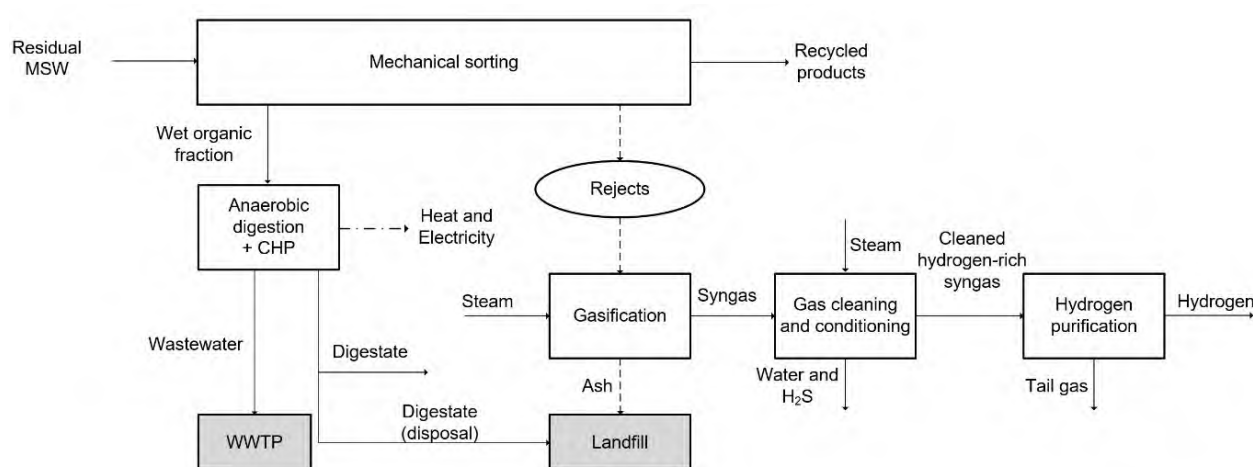 Residual
MSW
Mechanical sorting
Recycled
products
Wet organic
fraction
Rejects
Anaerobic
digestion
+ CHP
Heat and
Electricity
Steam
Cleaned
hydrogen-rich
syngas
Steam
Gasification
Syngas
Gas cleaning
and conditioning
Hydrogen
purification
Hydrogen
Wastewater
Digestate
Ash
Water and
H₂S
Tail gas
Digestate
(disposal)
WWTP
Landfill